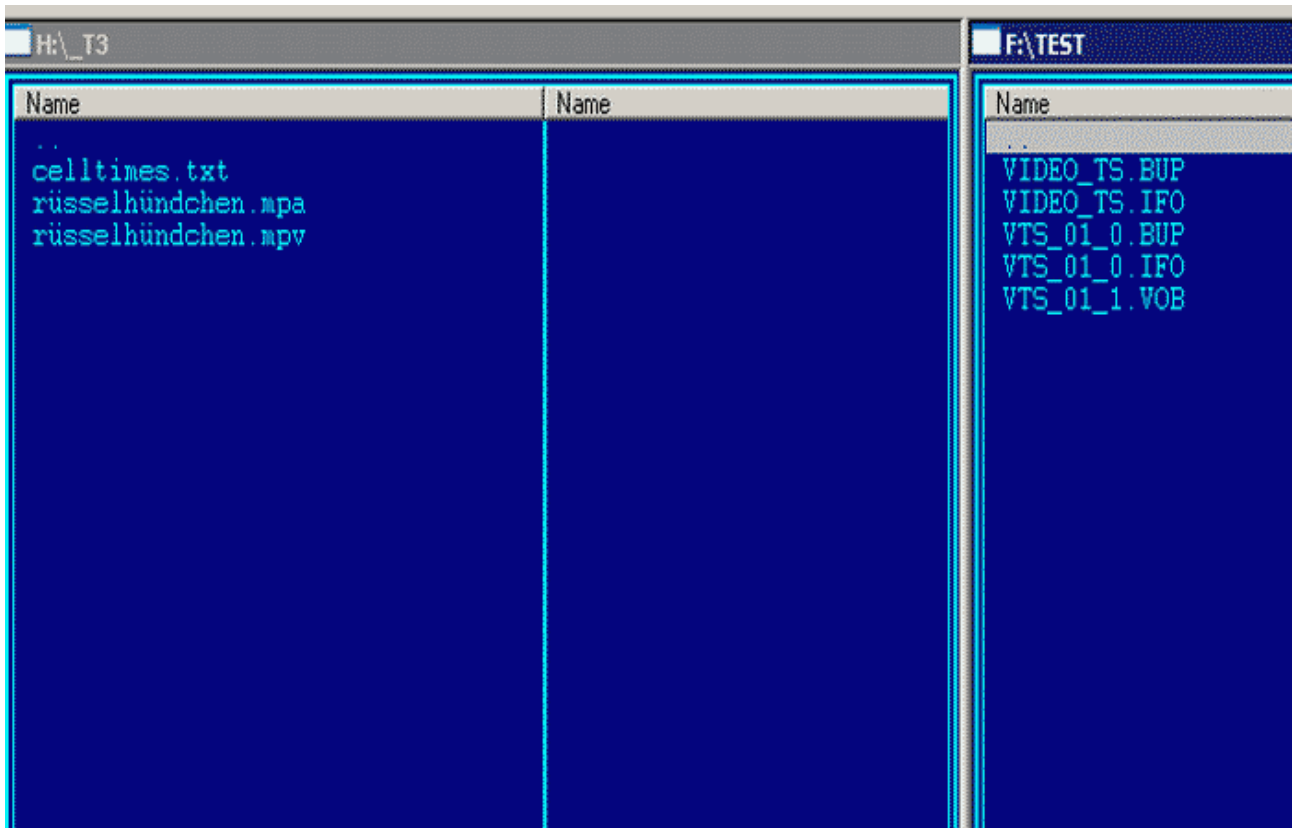 H:\_T3
Name
Name
..
celltimes.txt
rüsselhündchen.mpa
rüsselhündchen.mpv
F:\TEST
Name
..
VIDEO_TS.BUP
VIDEO_TS.IFO
VTS_01_0.BUP
VTS_01_0.IFO
VTS_01_1.VOB